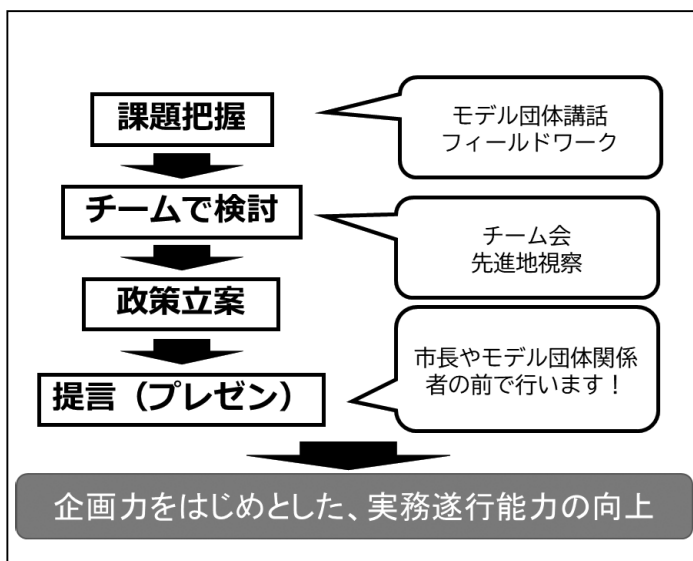 課題把握
モデル団体講話
フィールドワーク
チームで検討
チーム会
先進地視察
政策立案
提言（プレゼン）
市長やモデル団体関係
者の前で行います！
企画力をはじめとした、実務遂行能力の向上